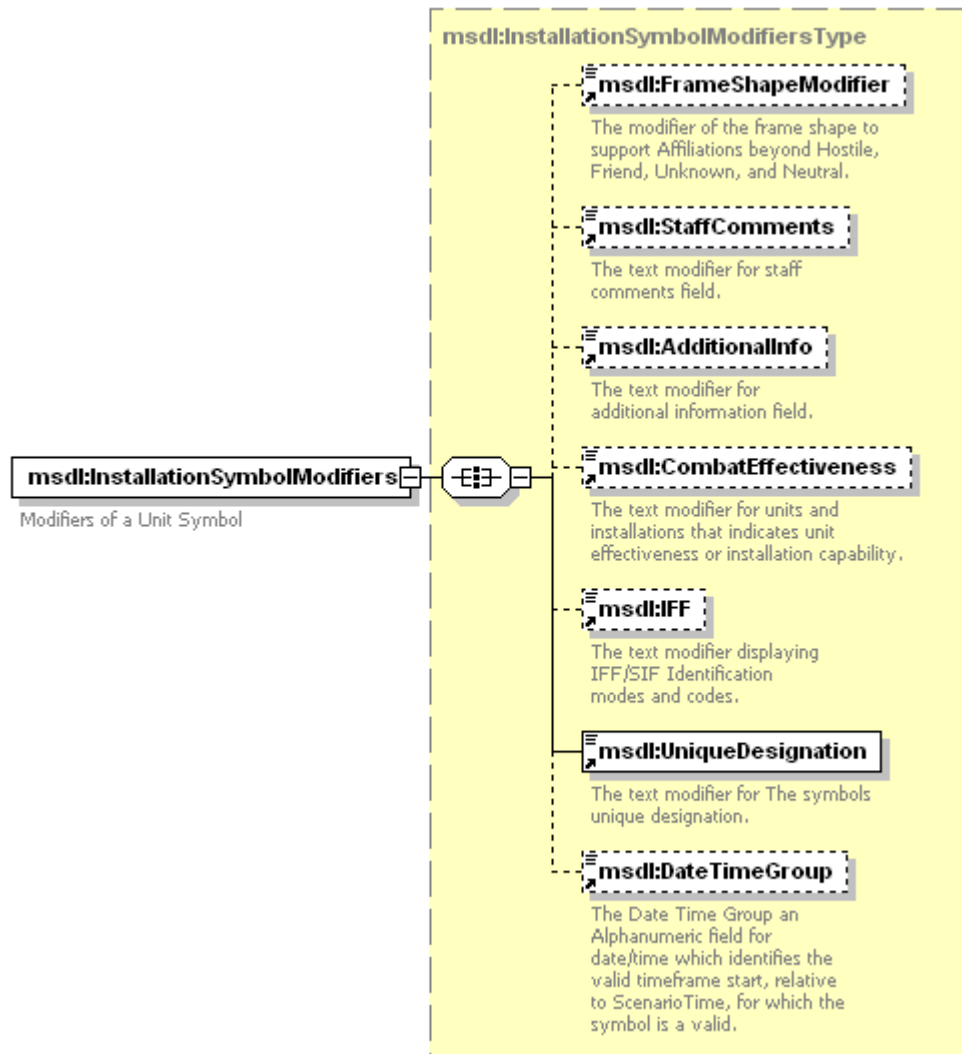 msdl:InstallationSymbolModifiersType
msdl:FrameShapeModifier
The modifier of the frame shape to
support Affiliations beyond Hostile,
Friend, Unknown, and Neutral.
msdl:StaffComments
The text modifier for staff
comments field.
msdl:AdditionalInfo
The text modifier for
additional information field.
msdl:InstallationSymbolModifiers
Modifiers of a Unit Symbol
msdl:CombatEffectiveness
The text modifier for units and
installations that indicates unit
effectiveness or installation capability.
msdl:IFF
The text modifier displaying
IFF/SIF Identification
modes and codes.
msdl:UniqueDesignation
The text modifier for The symbols
unique designation.
msdl:DateTimeGroup
The Date Time Group an
Alphanumeric field for
date/time which identifies the
valid timeframe start, relative
to ScenarioTime, for which the
symbol is a valid.